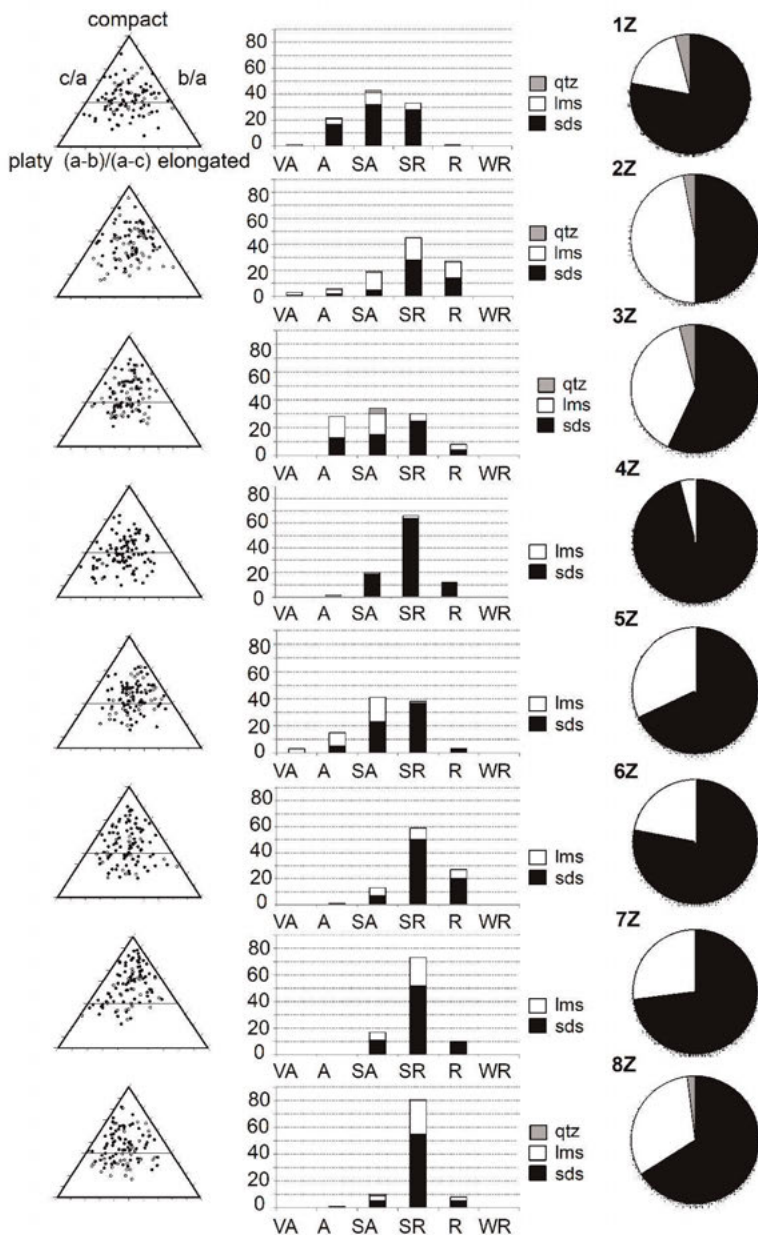 compact
c/a b/a
platy (a-b)/(a-c) elongated
80
60
40
20
0
VA A SA SR R WR
qtz
lms
sds
1Z
80
60
40
20
0
VA A SA SR R WR
qtz
lms
sds
2Z
80
60
40
20
0
VA A SA SR R WR
qtz
lms
sds
3Z
80
60
40
20
0
VA A SA SR R WR
lms
sds
4Z
80
60
40
20
0
VA A SA SR R WR
lms
sds
5Z
80
60
40
20
0
VA A SA SR R WR
lms
sds
6Z
80
60
40
20
0
VA A SA SR R WR
lms
sds
7Z
80
60
40
20
0
VA A SA SR R WR
qtz
lms
sds
8Z